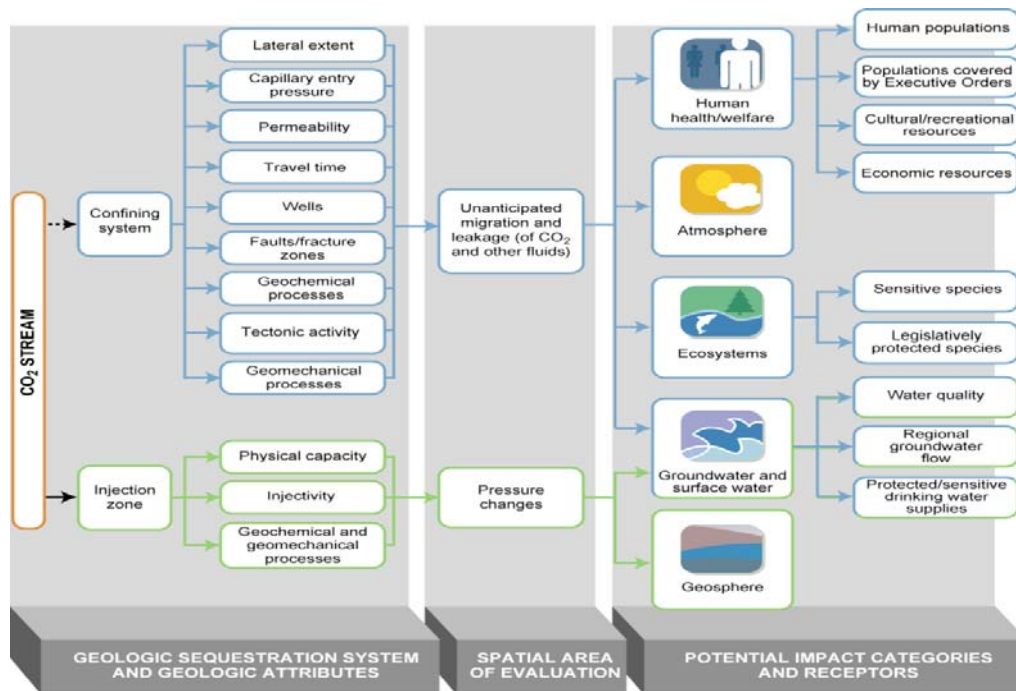 CO2 STREAM
Confining
system
Injection
zone
Lateral extent
Capillary entry
pressure
Permeability
Travel time
Wells
Faults/fracture
zones
Geochemical
processes
Tectonic activity
Geomechanical
processes
Physical capacity
Injectivity
Geochemical and
geomechanical
processes
Unanticipated
migration and
leakage (of CO2
and other fluids)
Pressure
changes
Human
health/welfare
Atmosphere
Ecosystems
Groundwater and
surface water
Geosphere
Human populations
Populations covered
by Executive Orders
Cultural/recreational
resources
Economic resources
Sensitive species
Legislatively
protected species
Water quality
Regional
groundwater
flow
Protected/sensitive
drinking water
supplies
GEOLOGIC SEQUESTRATION SYSTEM
AND GEOLOGIC ATTRIBUTES
SPATIAL AREA
OF EVALUATION
POTENTIAL IMPACT CATEGORIES
AND RECEPTORS